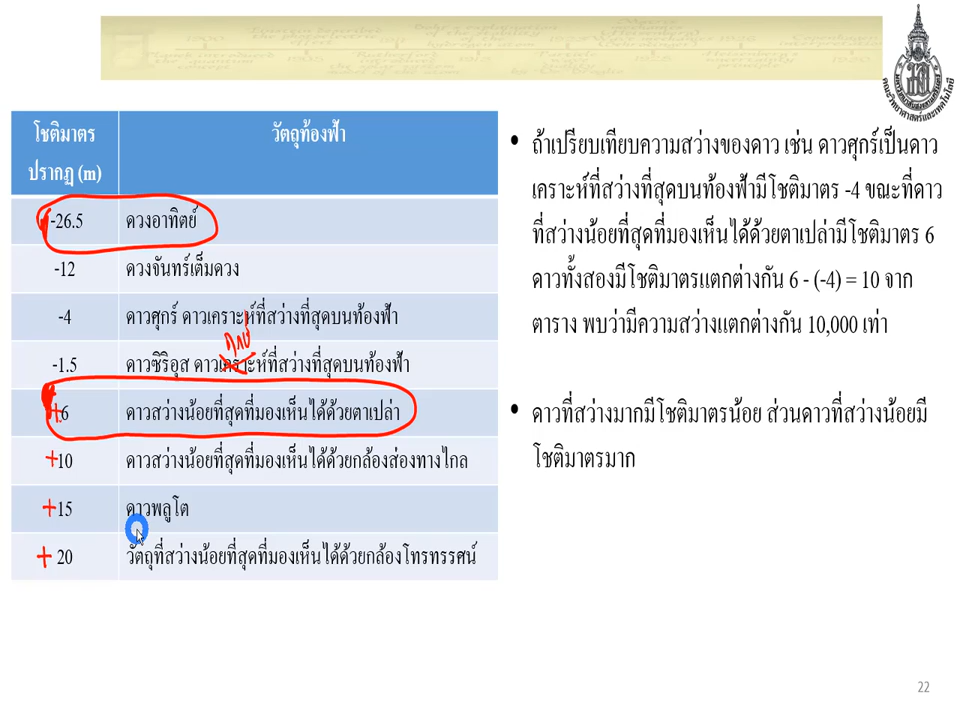 โชติมาตร
ปรากฏ (m)
วัตถุท้องฟ้า
-26.5 ดวงอาทิตย์
-12 ดวงจันทร์เต็มดวง
-4 ดาวศุกร์ ดาวเคราะห์ที่สว่างที่สุดบนท้องฟ้า
ฤกษ์
-1.5 ดาวซิริอุส ดาวเคราะห์ที่สว่างที่สุดบนท้องฟ้า
+6 ดาวสว่างน้อยที่สุดที่มองเห็นได้ด้วยตาเปล่า
+10 ดาวสว่างน้อยที่สุดที่มองเห็นได้ด้วยกล้องส่องทางไกล
+15 ดาวพลูโต
+20 วัตถุที่สว่างน้อยที่สุดที่มองเห็นได้ด้วยกล้องโทรทรรศน์
• ถ้าเปรียบเทียบความสว่างของดาว เช่น ดาวศุกร์เป็นดาว
เคราะห์ที่สว่างที่สุดบนท้องฟ้ามีโชติมาตร -4 ขณะที่ดาว
ที่สว่างน้อยที่สุดที่มองเห็นได้ด้วยตาเปล่ามีโชติมาตร 6
ดาวทั้งสองมีโชติมาตรแตกต่างกัน 6 - (-4) = 10 จาก
ตาราง พบว่ามีความสว่างแตกต่างกัน 10,000 เท่า
• ดาวที่สว่างมากมีโชติมาตรน้อย ส่วนดาวที่สว่างน้อยมี
โชติมาตรมาก
คณะวิทยาศาสตร์และเทคโนโลยี
22